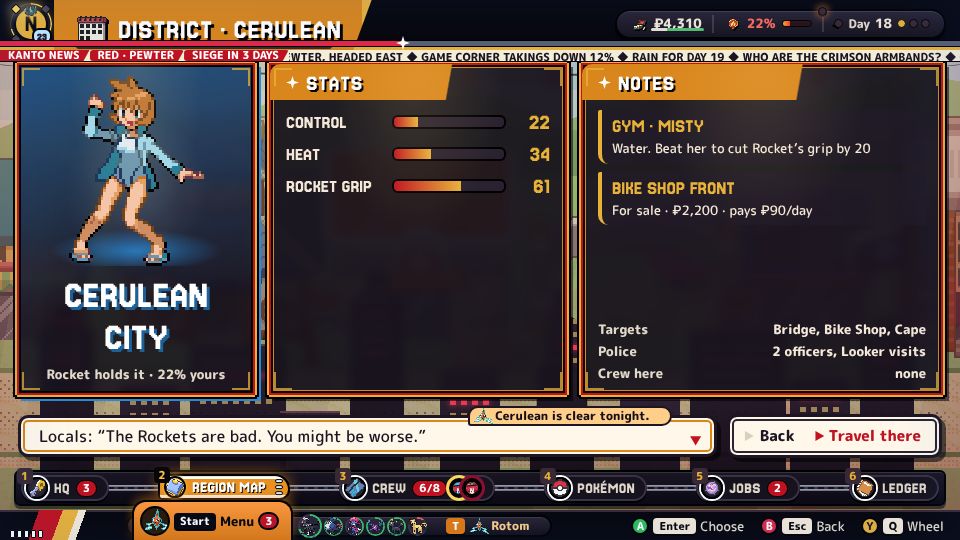 DISTRICT · CERULEAN
₽4,310
22%
Day 18
KANTO NEWS
RED · PEWTER
SIEGE IN 3 DAYS
WTER, HEADED EAST ◆ GAME CORNER TAKINGS DOWN 12% ◆ RAIN FOR DAY 19 ◆ WHO ARE THE CRIMSON ARMBANDS? ◆
CERULEAN
CITY
Rocket holds it · 22% yours
STATS
CONTROL 22
HEAT 34
ROCKET GRIP 61
NOTES
GYM · MISTY
Water. Beat her to cut Rocket's grip by 20
BIKE SHOP FRONT
For sale · ₽2,200 · pays ₽90/day
Targets Bridge, Bike Shop, Cape
Police 2 officers, Looker visits
Crew here none
Cerulean is clear tonight.
Locals: “The Rockets are bad. You might be worse.”
Back
Travel there
1 HQ 3
2 REGION MAP
3 CREW 6/8
4 POKÉMON
5 JOBS 2
6 LEDGER
Start Menu 3
T Rotom
A Enter Choose
B Esc Back
Y Q Wheel